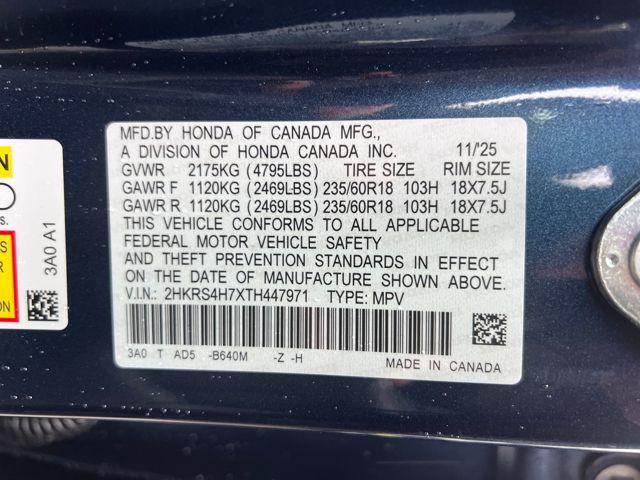 MFD.BY HONDA OF CANADA MFG.,
A DIVISION OF HONDA CANADA INC. 11/'25
GVWR 2175KG (4795LBS) TIRE SIZE RIM SIZE
GAWR F 1120KG (2469LBS) 235/60R18 103H 18X7.5J
GAWR R 1120KG (2469LBS) 235/60R18 103H 18X7.5J
THIS VEHICLE CONFORMS TO ALL APPLICABLE
FEDERAL MOTOR VEHICLE SAFETY
AND THEFT PREVENTION STANDARDS IN EFFECT
ON THE DATE OF MANUFACTURE SHOWN ABOVE.
V.I.N.: 2HKRS4H7XTH447971 TYPE: MPV
3A0 T AD5 -B640M -Z -H MADE IN CANADA
3A0 A1